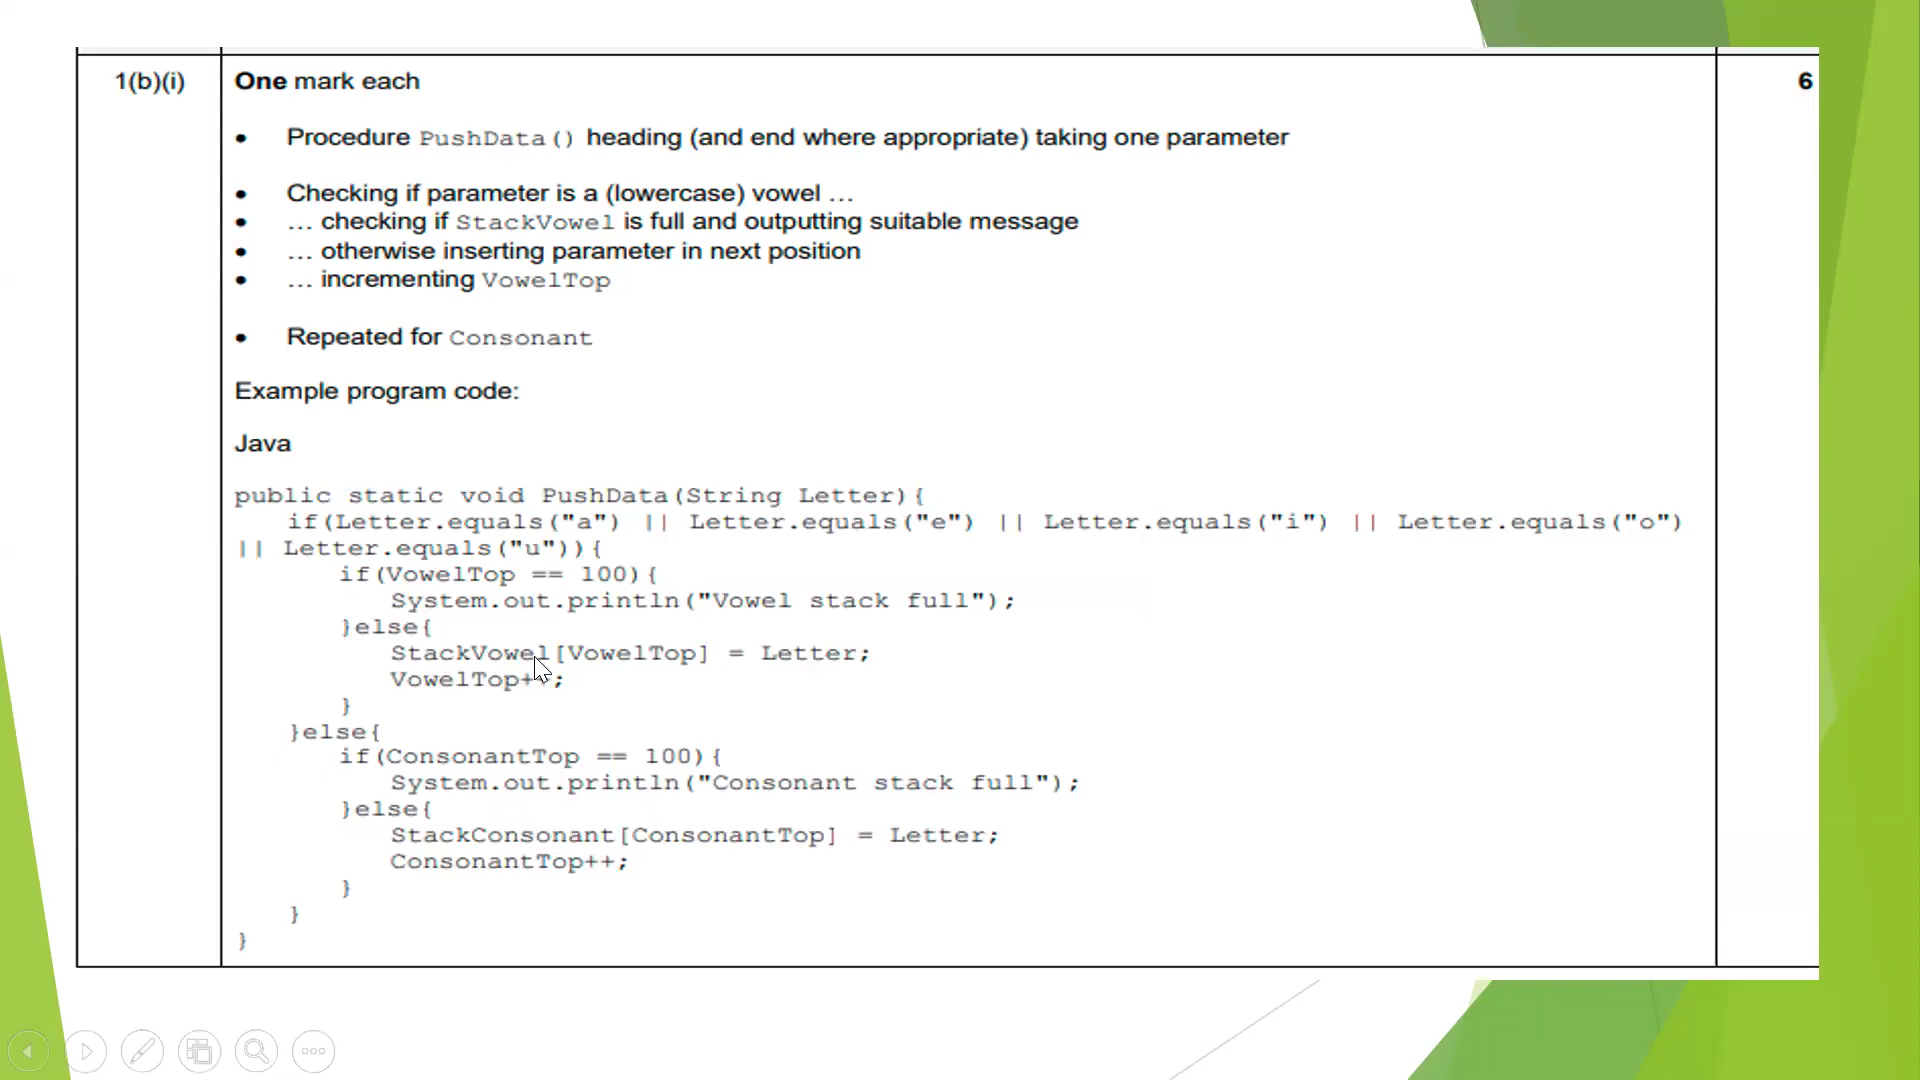 1(b)(i) One mark each 6
• Procedure PushData() heading (and end where appropriate) taking one parameter
• Checking if parameter is a (lowercase) vowel …
• … checking if StackVowel is full and outputting suitable message
• … otherwise inserting parameter in next position
• … incrementing VowelTop
• Repeated for Consonant
Example program code:
Java
public static void PushData(String Letter){
if(Letter.equals("a") || Letter.equals("e") || Letter.equals("i") || Letter.equals("o")
|| Letter.equals("u")){
if(VowelTop == 100){
System.out.println("Vowel stack full");
}else{
StackVowel[VowelTop] = Letter;
VowelTop++;
}
}else{
if(ConsonantTop == 100){
System.out.println("Consonant stack full");
}else{
StackConsonant[ConsonantTop] = Letter;
ConsonantTop++;
}
}
}